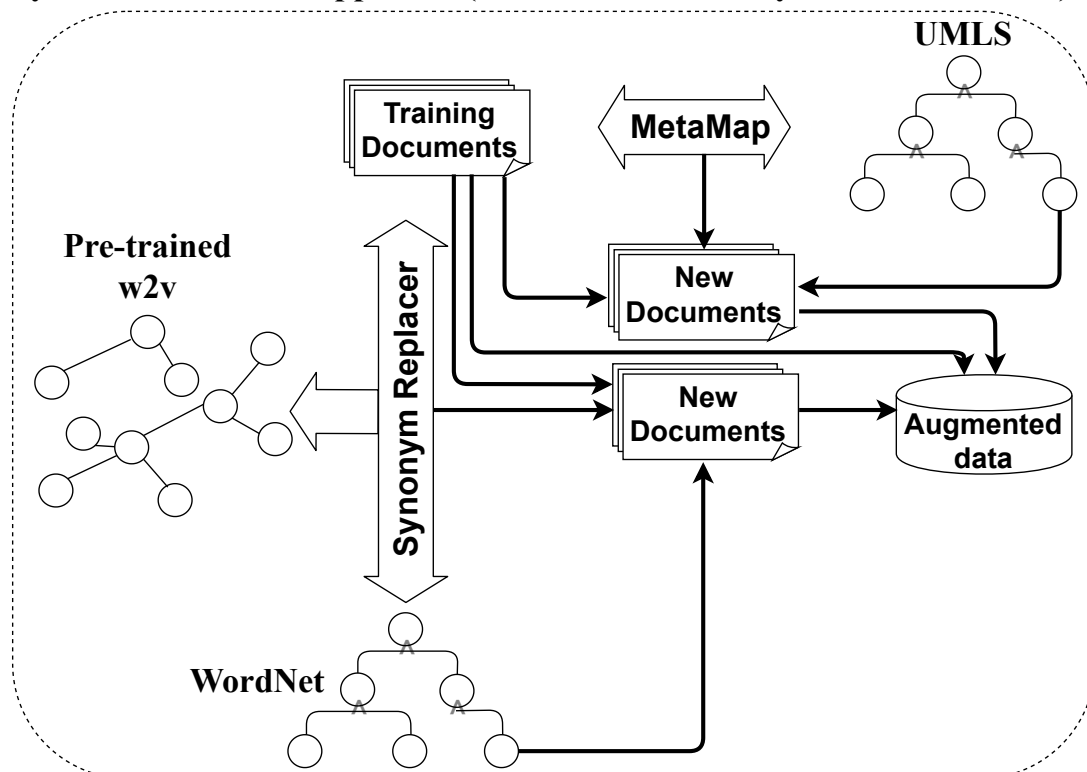 UMLS
Training
Documents
MetaMap
Pre-trained
w2v
New
Documents
Synonym Replacer
New
Documents
Augmented
data
WordNet